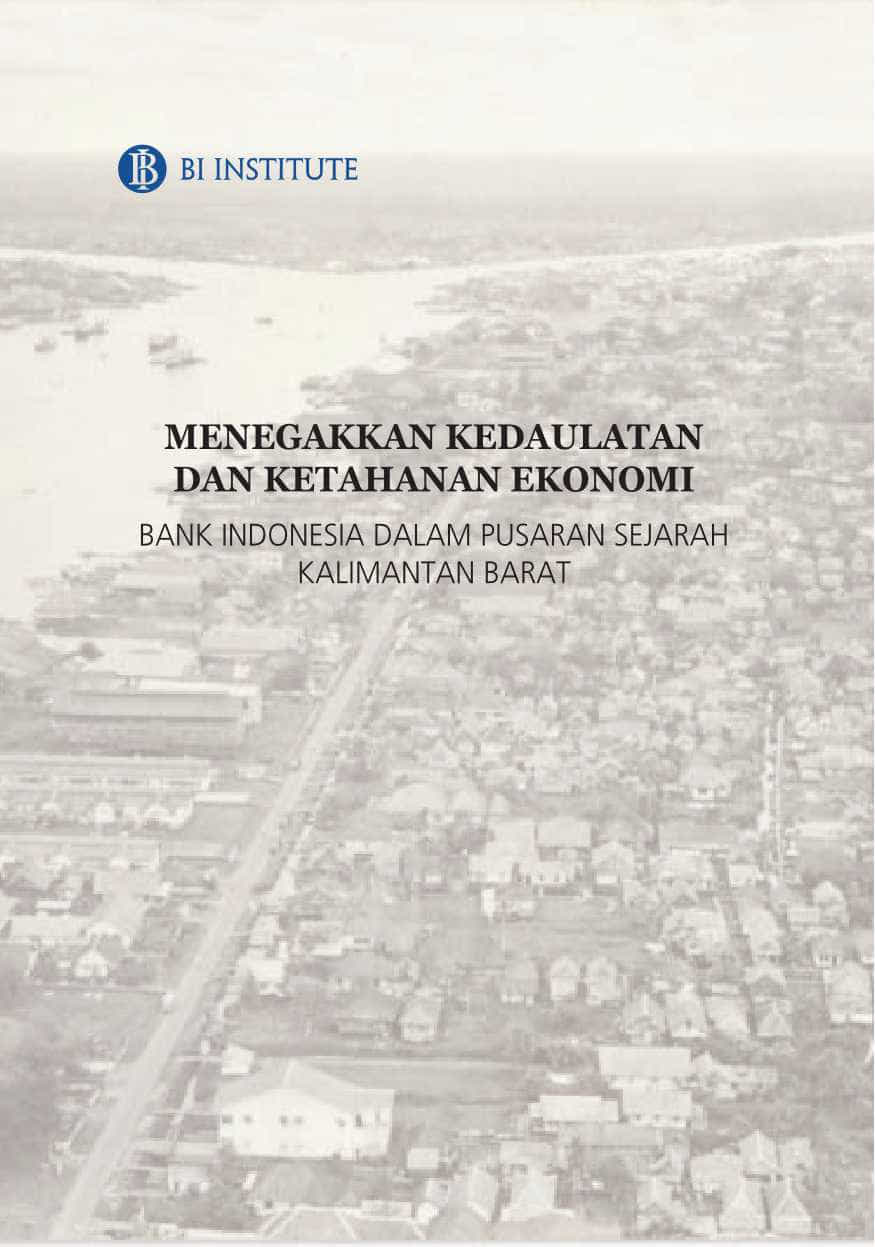 BI INSTITUTE
MENEGAKKAN KEDAULATAN
DAN KETAHANAN EKONOMI
BANK INDONESIA DALAM PUSARAN SEJARAH
KALIMANTAN BARAT